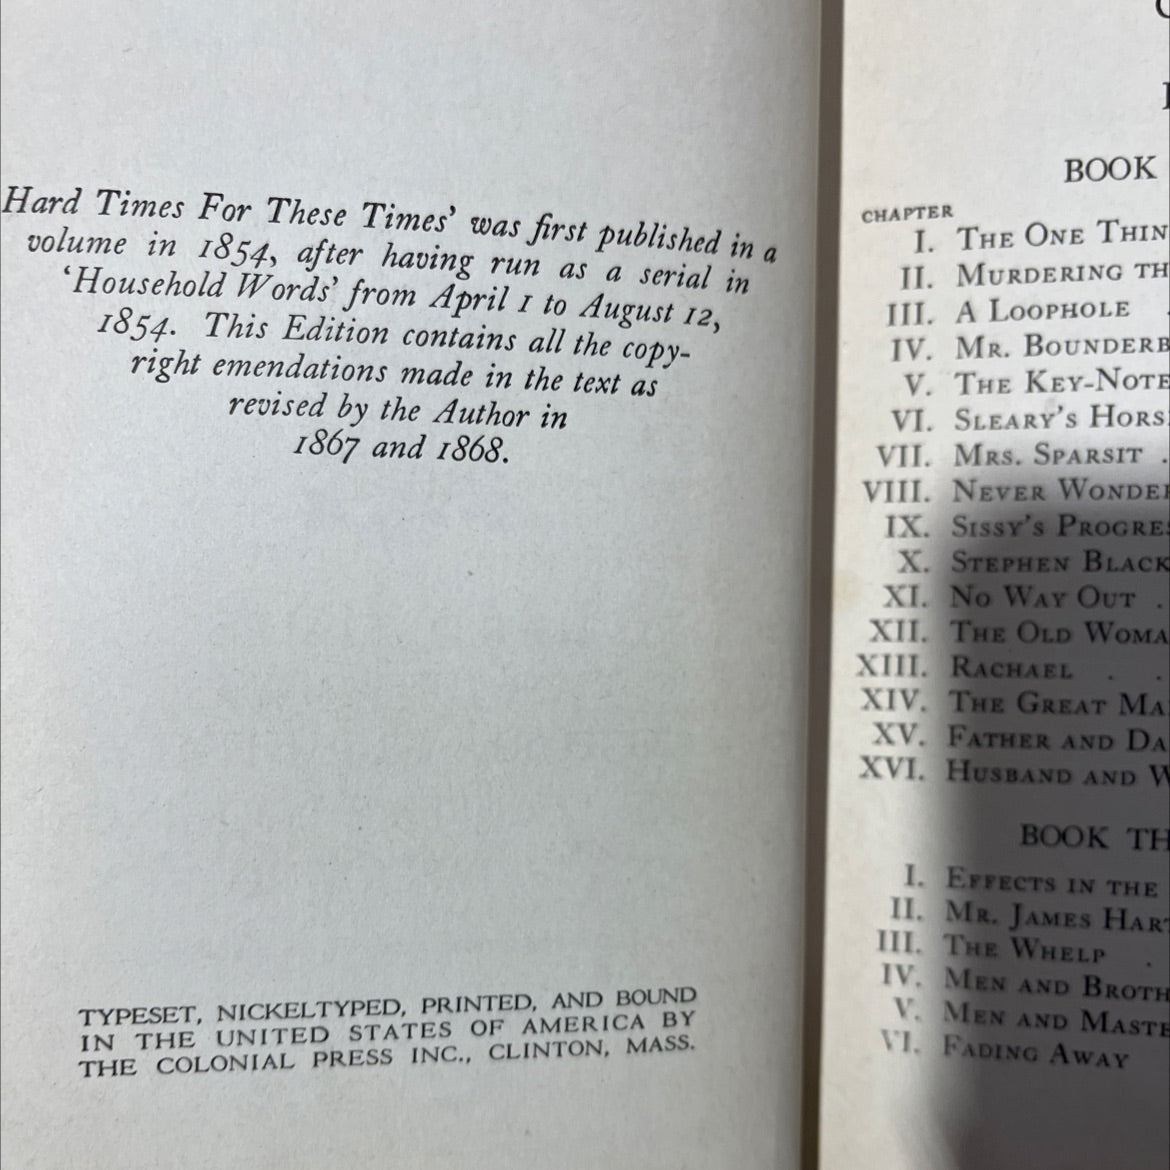 Hard Times For These Times' was first published in a
volume in 1854, after having run as a serial in
'Household Words' from April 1 to August 12,
1854. This Edition contains all the copy-
right emendations made in the text as
revised by the Author in
1867 and 1868.
TYPESET, NICKELTYPED, PRINTED, AND BOUND
IN THE UNITED STATES OF AMERICA BY
THE COLONIAL PRESS INC., CLINTON, MASS.
BOOK
CHAPTER
I. THE ONE THIN
II. MURDERING TH
III. A LOOPHOLE .
IV. MR. BOUNDERB
V. THE KEY-NOTE
VI. SLEARY'S HORS
VII. MRS. SPARSIT .
VIII. NEVER WONDE
IX. SISSY'S PROGRE
X. STEPHEN BLACK
XI. NO WAY OUT .
XII. THE OLD WOMA
XIII. RACHAEL . .
XIV. THE GREAT MA
XV. FATHER AND DA
XVI. HUSBAND AND W
BOOK TH
I. EFFECTS IN THE
II. MR. JAMES HAR
III. THE WHELP .
IV. MEN AND BROTH
V. MEN AND MASTE
VI. FADING AWAY